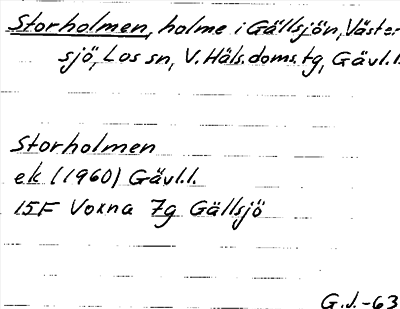 Storholmen, holme i Gällsjön, Väster-
sjö, Los sn, V. Häls. doms. tg, Gävl.l.
Storholmen
ek (1960) Gävl.l.
15F Voxna 7g Gällsjö
G.J.-63